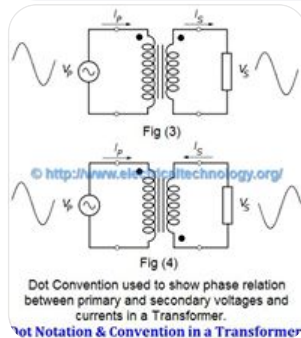 IP IS
VP VS
Fig (3)
IP IS
© http://www.electricaltechnology.org/
VP VS
Fig (4)
Dot Convention used to show phase relation
between primary and secondary voltages and
currents in a Transformer.
Dot Notation & Convention in a Transformer